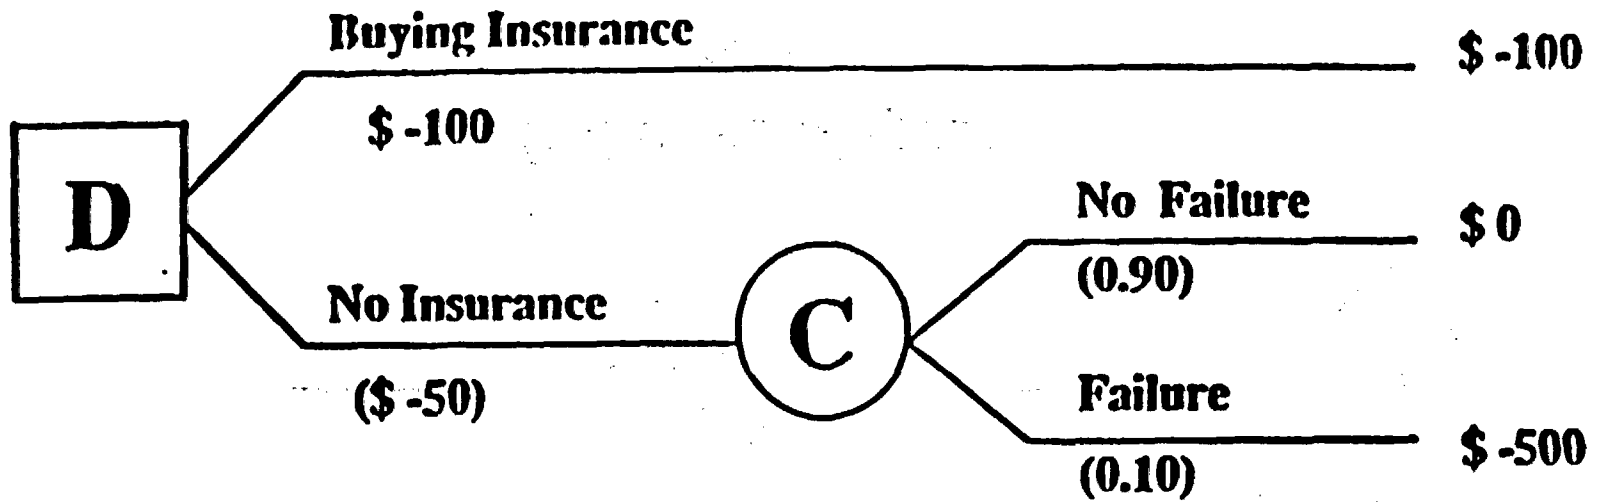 Buying Insurance
$ -100
$ -100
D
No Failure
$ 0
(0.90)
No Insurance
C
($ -50)
Failure
$ -500
(0.10)